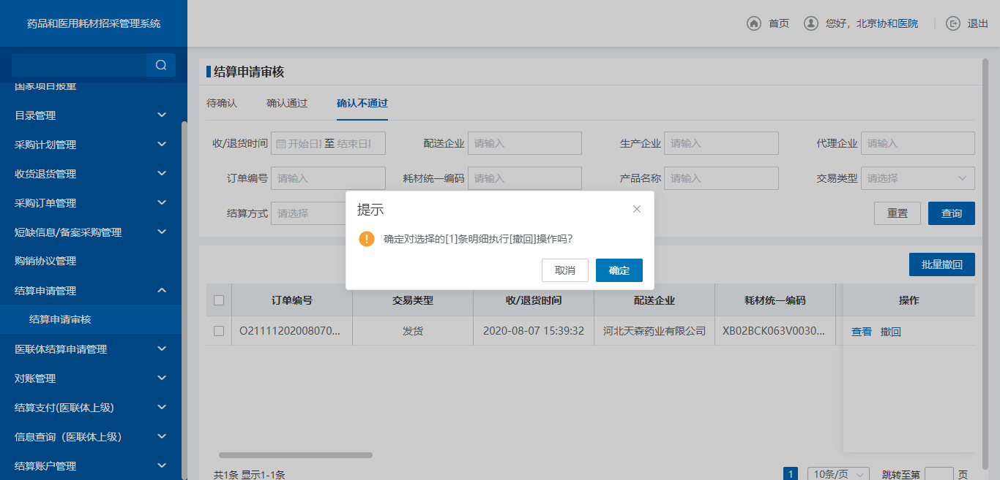 药品和医用耗材招采管理系统
首页 您好，北京协和医院 退出
国家项目报量
目录管理
采购计划管理
收货退货管理
采购订单管理
短缺信息/备案采购管理
购销协议管理
结算申请管理
结算申请审核
医联体结算申请管理
对账管理
结算支付(医联体上级)
信息查询（医联体上级）
结算账户管理
结算申请审核
待确认 确认通过 确认不通过
收/退货时间 开始日期 至 结束日期 配送企业 请输入 生产企业 请输入 代理企业 请输入
订单编号 请输入 耗材统一编码 请输入 产品名称 请输入 交易类型 请选择
结算方式 请选择 重置 查询
提示
确定对选择的[1]条明细执行[撤回]操作吗?
取消 确定
批量撤回
订单编号 交易类型 收/退货时间 配送企业 耗材统一编码 操作
O21111202008070... 发货 2020-08-07 15:39:32 河北天森药业有限公司 XB02BCK063V0030... 查看 撤回
共1条 显示1-1条 1 10条/页 跳转至第 页